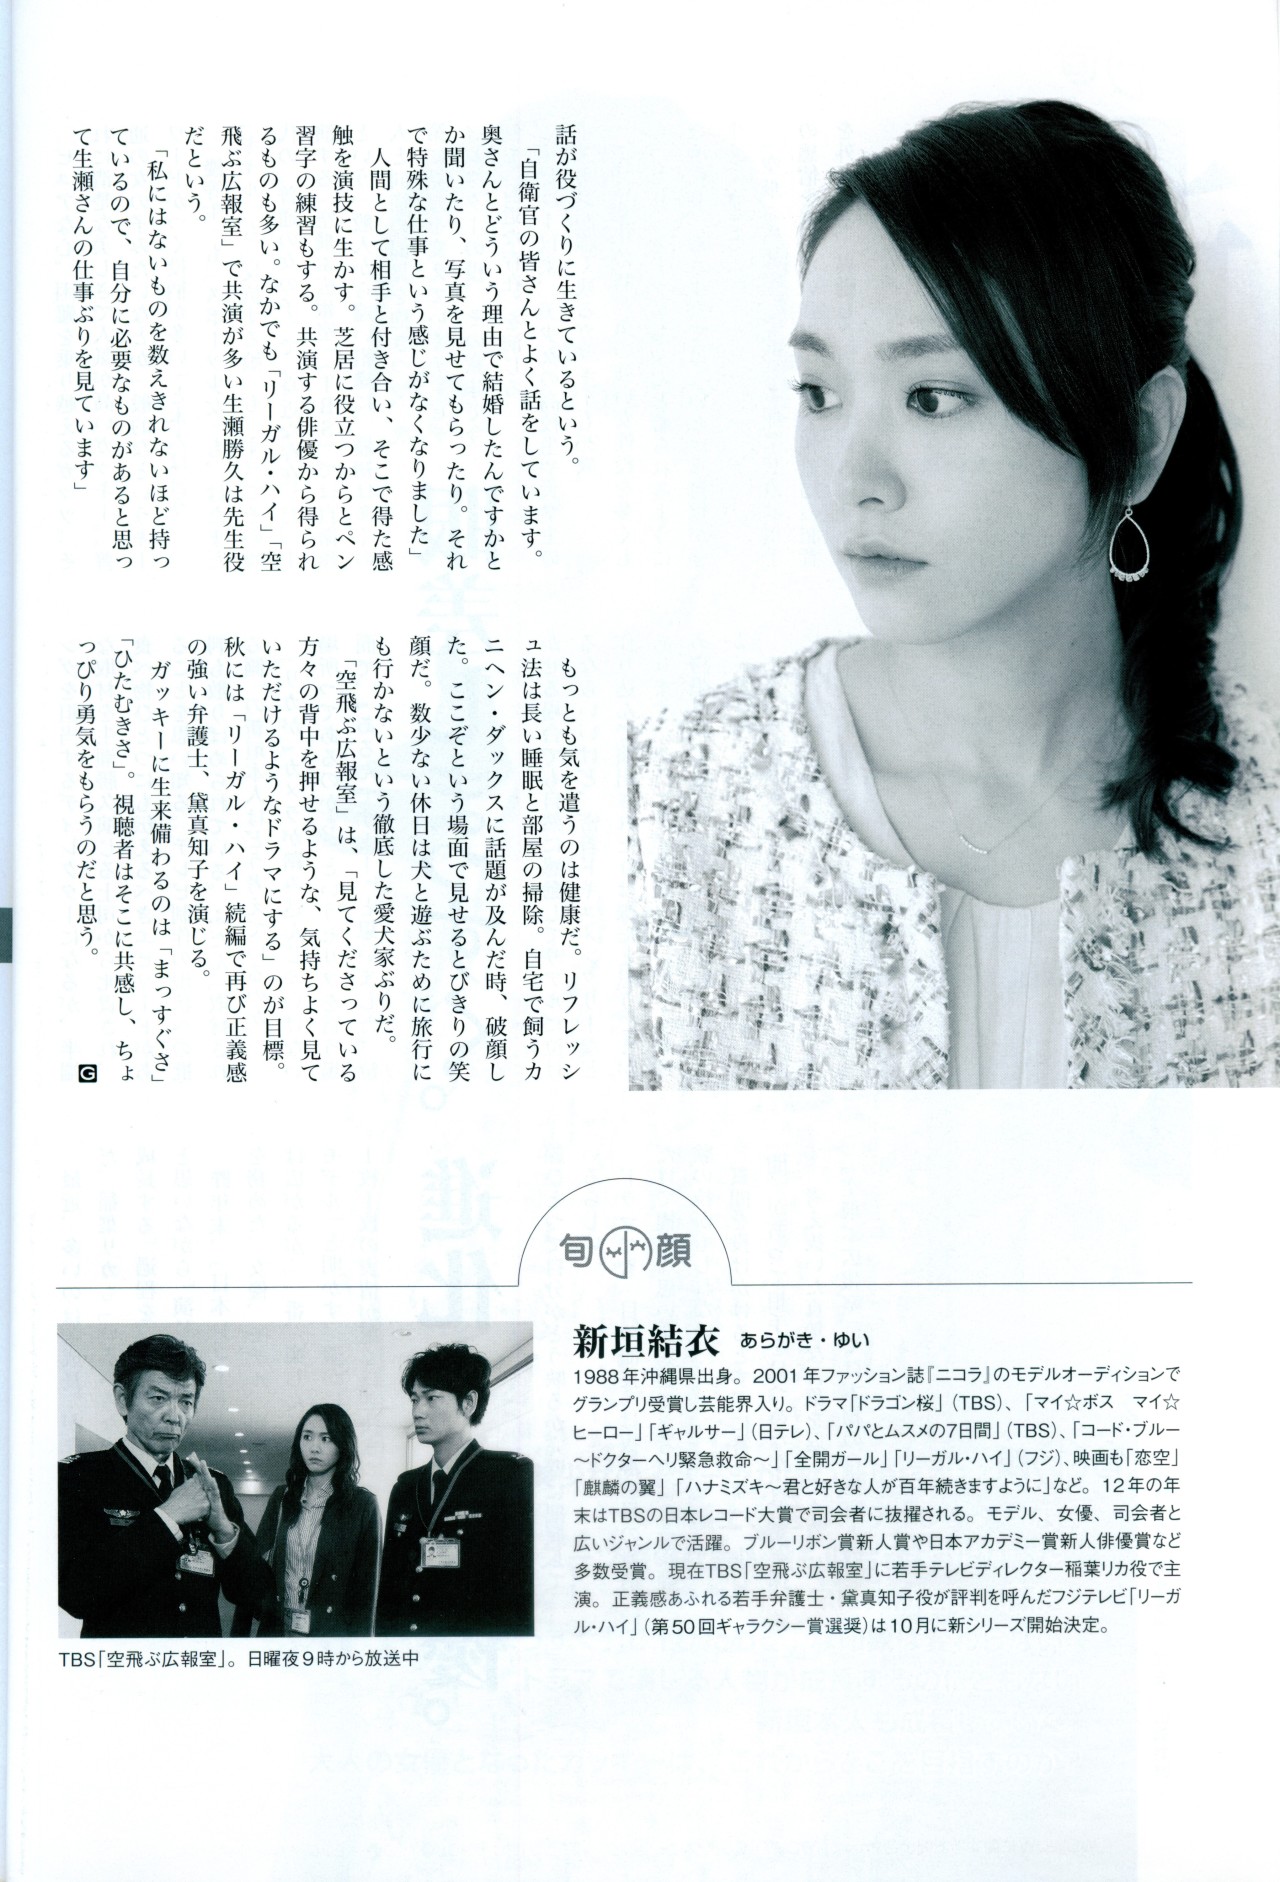 話が役づくりに生きているという。
「自衛官の皆さんとよく話をしています。
奥さんとどういう理由で結婚したんですかと
か聞いたり、写真を見せてもらったり。それ
で特殊な仕事という感じがなくなりました」
人間として相手と付き合い、そこで得た感
触を演技に生かす。芝居に役立つからとペン
習字の練習もする。共演する俳優から得られ
るものも多い。なかでも「リーガル・ハイ」「空
飛ぶ広報室」で共演が多い生瀬勝久は先生役
だという。
「私にはないものを数えきれないほど持っ
ているので、自分に必要なものがあると思っ
て生瀬さんの仕事ぶりを見ています」
もっとも気を遣うのは健康だ。リフレッシ
ュ法は長い睡眠と部屋の掃除。自宅で飼うカ
ニヘン・ダックスに話題が及んだ時、破顔し
た。ここぞという場面で見せるとびきりの笑
顔だ。数少ない休日は犬と遊ぶために旅行に
も行かないという徹底した愛犬家ぶりだ。
「空飛ぶ広報室」は、「見てくださっている
方々の背中を押せるような、気持ちよく見て
いただけるようなドラマにする」のが目標。
秋には「リーガル・ハイ」続編で再び正義感
の強い弁護士、黛真知子を演じる。
ガッキーに生来備わるのは「まっすぐさ」
「ひたむきさ」。視聴者はそこに共感し、ちょ
っぴり勇気をもらうのだと思う。 G
旬の顔
新垣結衣 あらがき・ゆい
1988年沖縄県出身。2001年ファッション誌『ニコラ』のモデルオーディションで
グランプリ受賞し芸能界入り。ドラマ「ドラゴン桜」(TBS)、「マイ☆ボス マイ☆
ヒーロー」「ギャルサー」(日テレ)、「パパとムスメの7日間」(TBS)、「コード・ブルー
～ドクターヘリ緊急救命～」「全開ガール」「リーガル・ハイ」(フジ)、映画も「恋空」
「麒麟の翼」「ハナミズキ～君と好きな人が百年続きますように」など。12年の年
末はTBSの日本レコード大賞で司会者に抜擢される。モデル、女優、司会者と
広いジャンルで活躍。ブルーリボン賞新人賞や日本アカデミー賞新人俳優賞など
多数受賞。現在TBS「空飛ぶ広報室」に若手テレビディレクター稲葉リカ役で主
演。正義感あふれる若手弁護士・黛真知子役が評判を呼んだフジテレビ「リーガ
ル・ハイ」(第50回ギャラクシー賞選奨)は10月に新シリーズ開始決定。
TBS「空飛ぶ広報室」。日曜夜9時から放送中